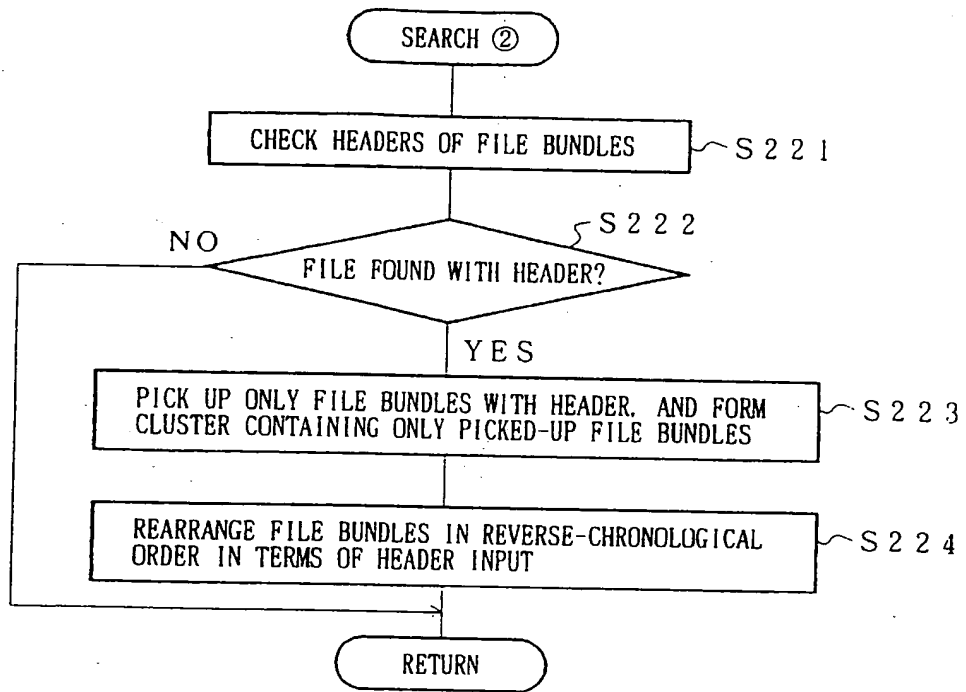 SEARCH ②
CHECK HEADERS OF FILE BUNDLES
S221
S222
NO
FILE FOUND WITH HEADER?
YES
PICK UP ONLY FILE BUNDLES WITH HEADER, AND FORM
CLUSTER CONTAINING ONLY PICKED-UP FILE BUNDLES
S223
REARRANGE FILE BUNDLES IN REVERSE-CHRONOLOGICAL
ORDER IN TERMS OF HEADER INPUT
S224
RETURN